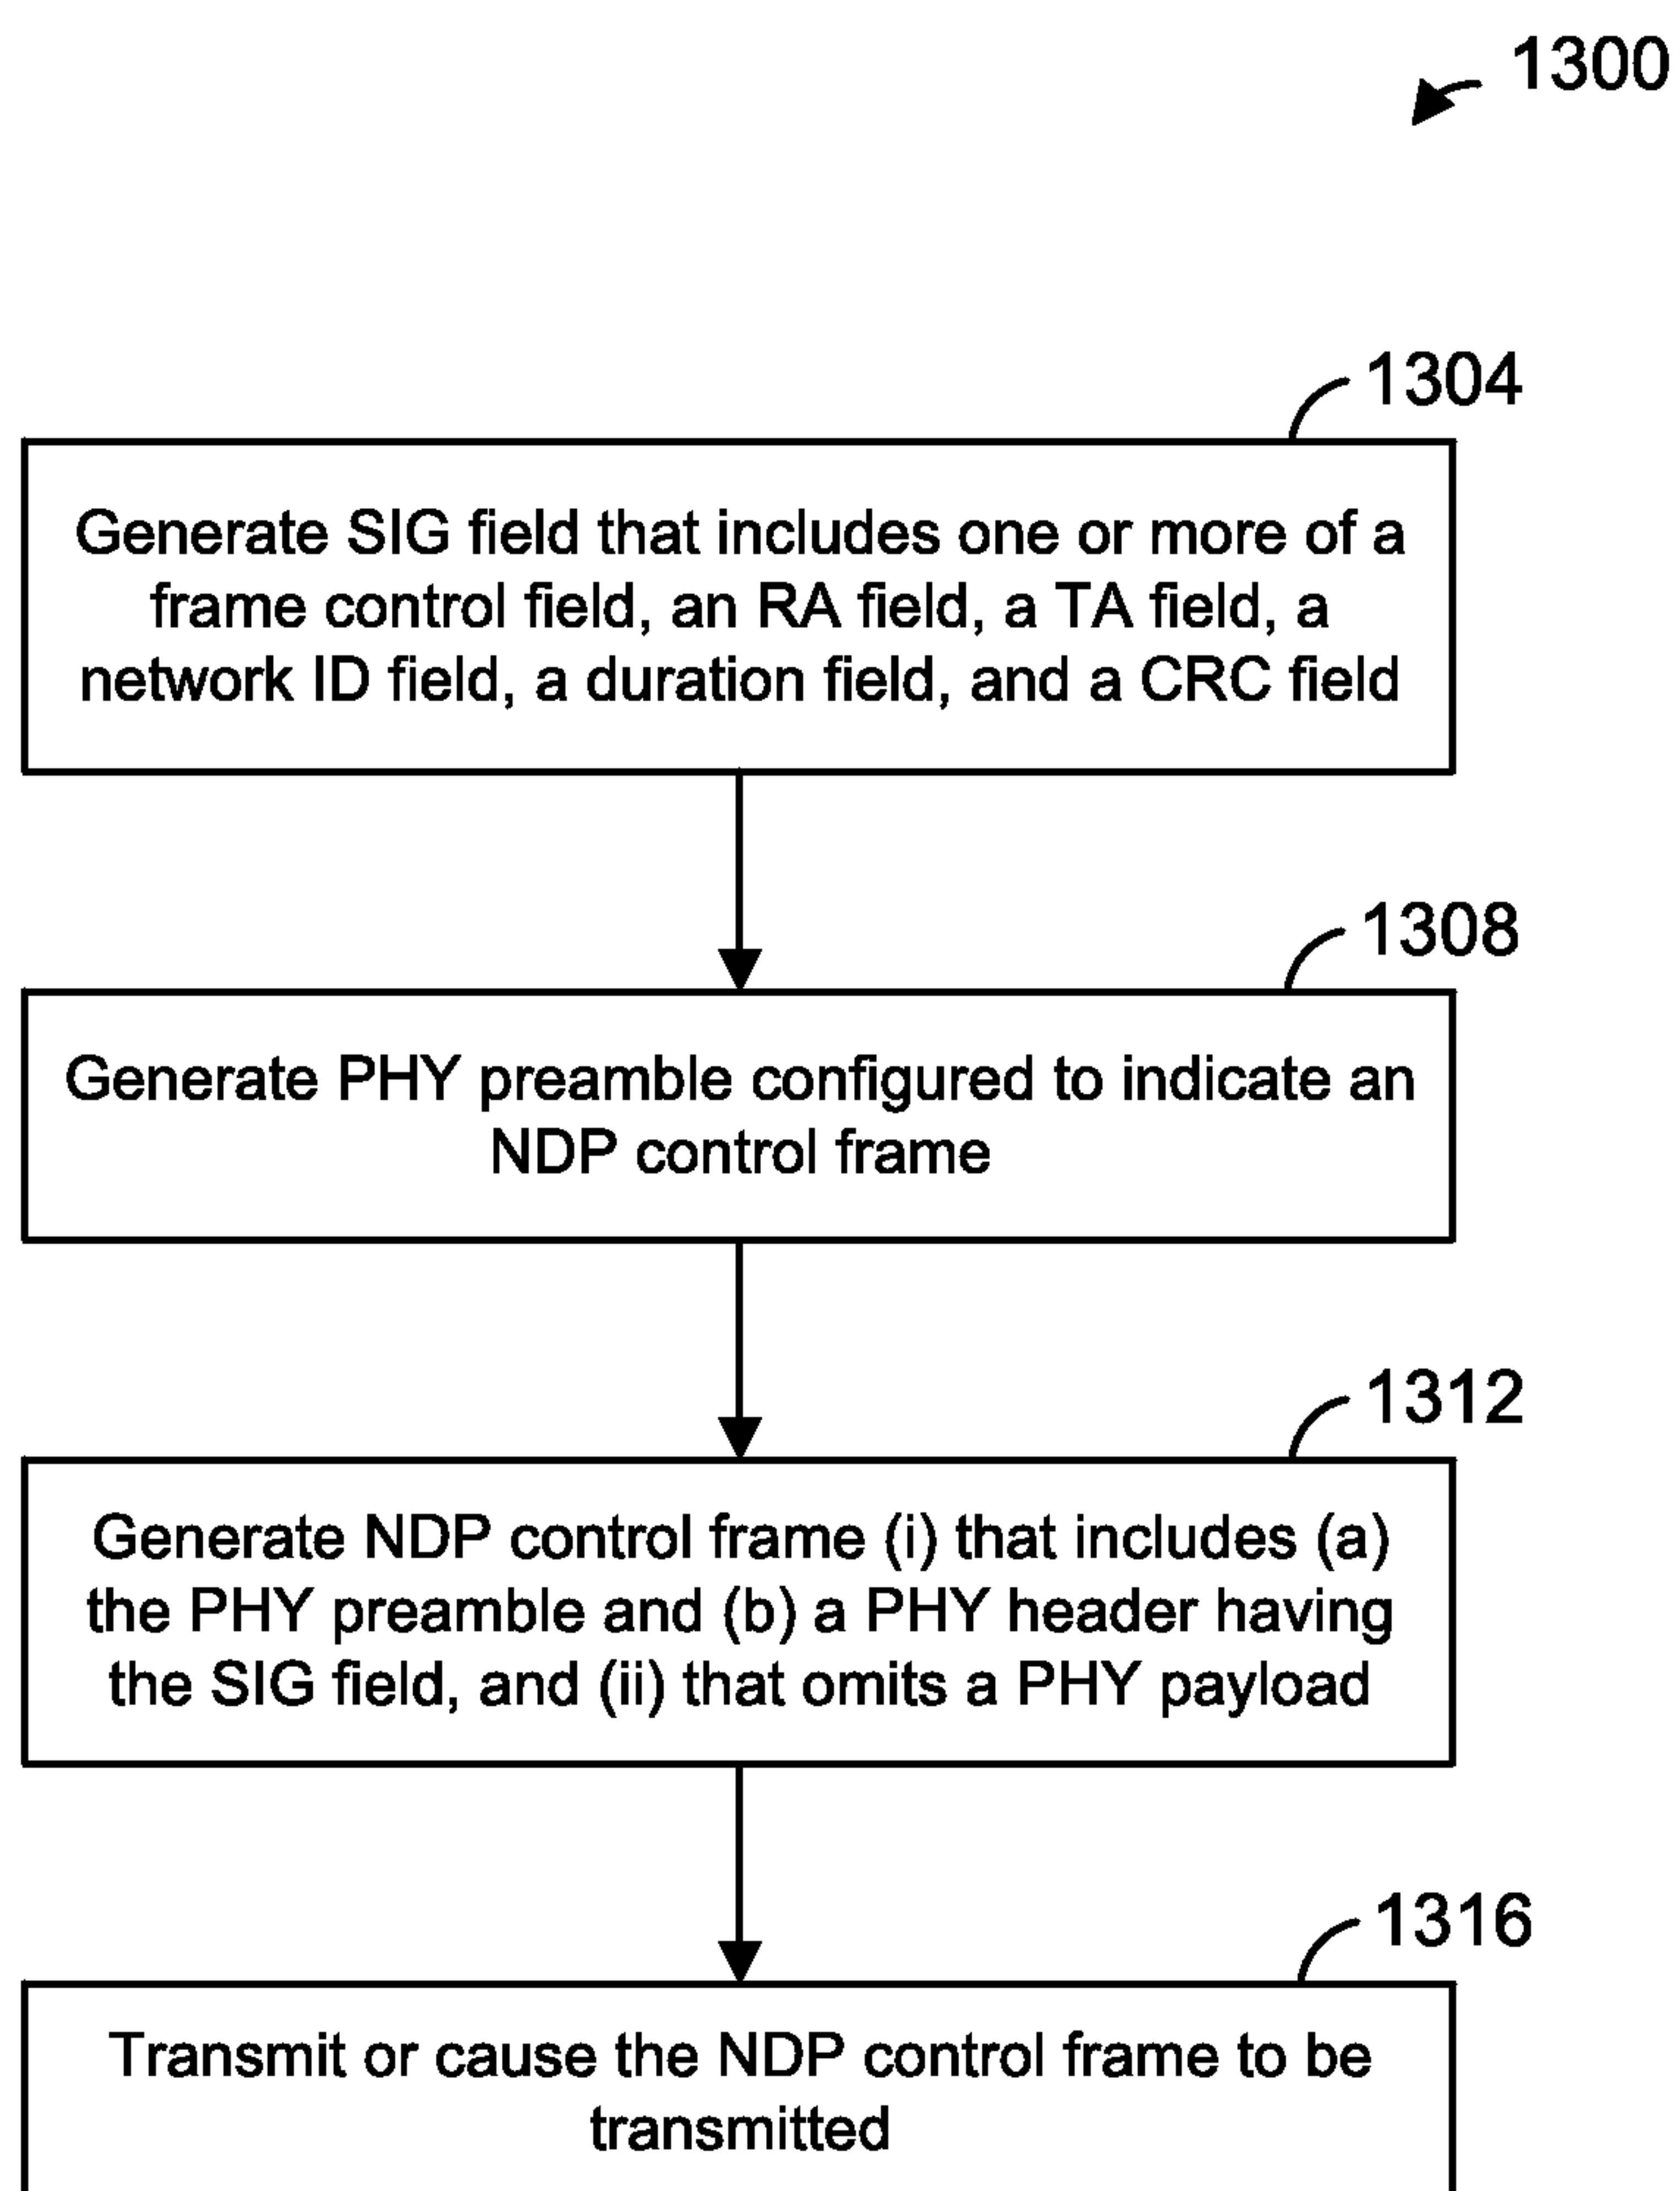 1300
1304
Generate SIG field that includes one or more of a
frame control field, an RA field, a TA field, a
network ID field, a duration field, and a CRC field
1308
Generate PHY preamble configured to indicate an
NDP control frame
1312
Generate NDP control frame (i) that includes (a)
the PHY preamble and (b) a PHY header having
the SIG field, and (ii) that omits a PHY payload
1316
Transmit or cause the NDP control frame to be
transmitted